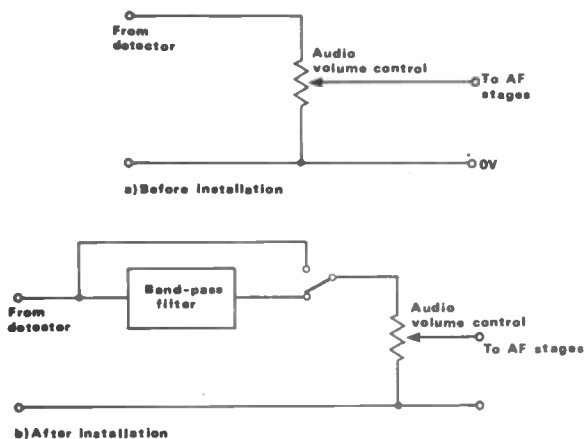 From
detector
Audio
volume control
To AF
stages
0V
a) Before installation
Band-pass
filter
From
detector
Audio
volume control
To AF stages
b) After installation